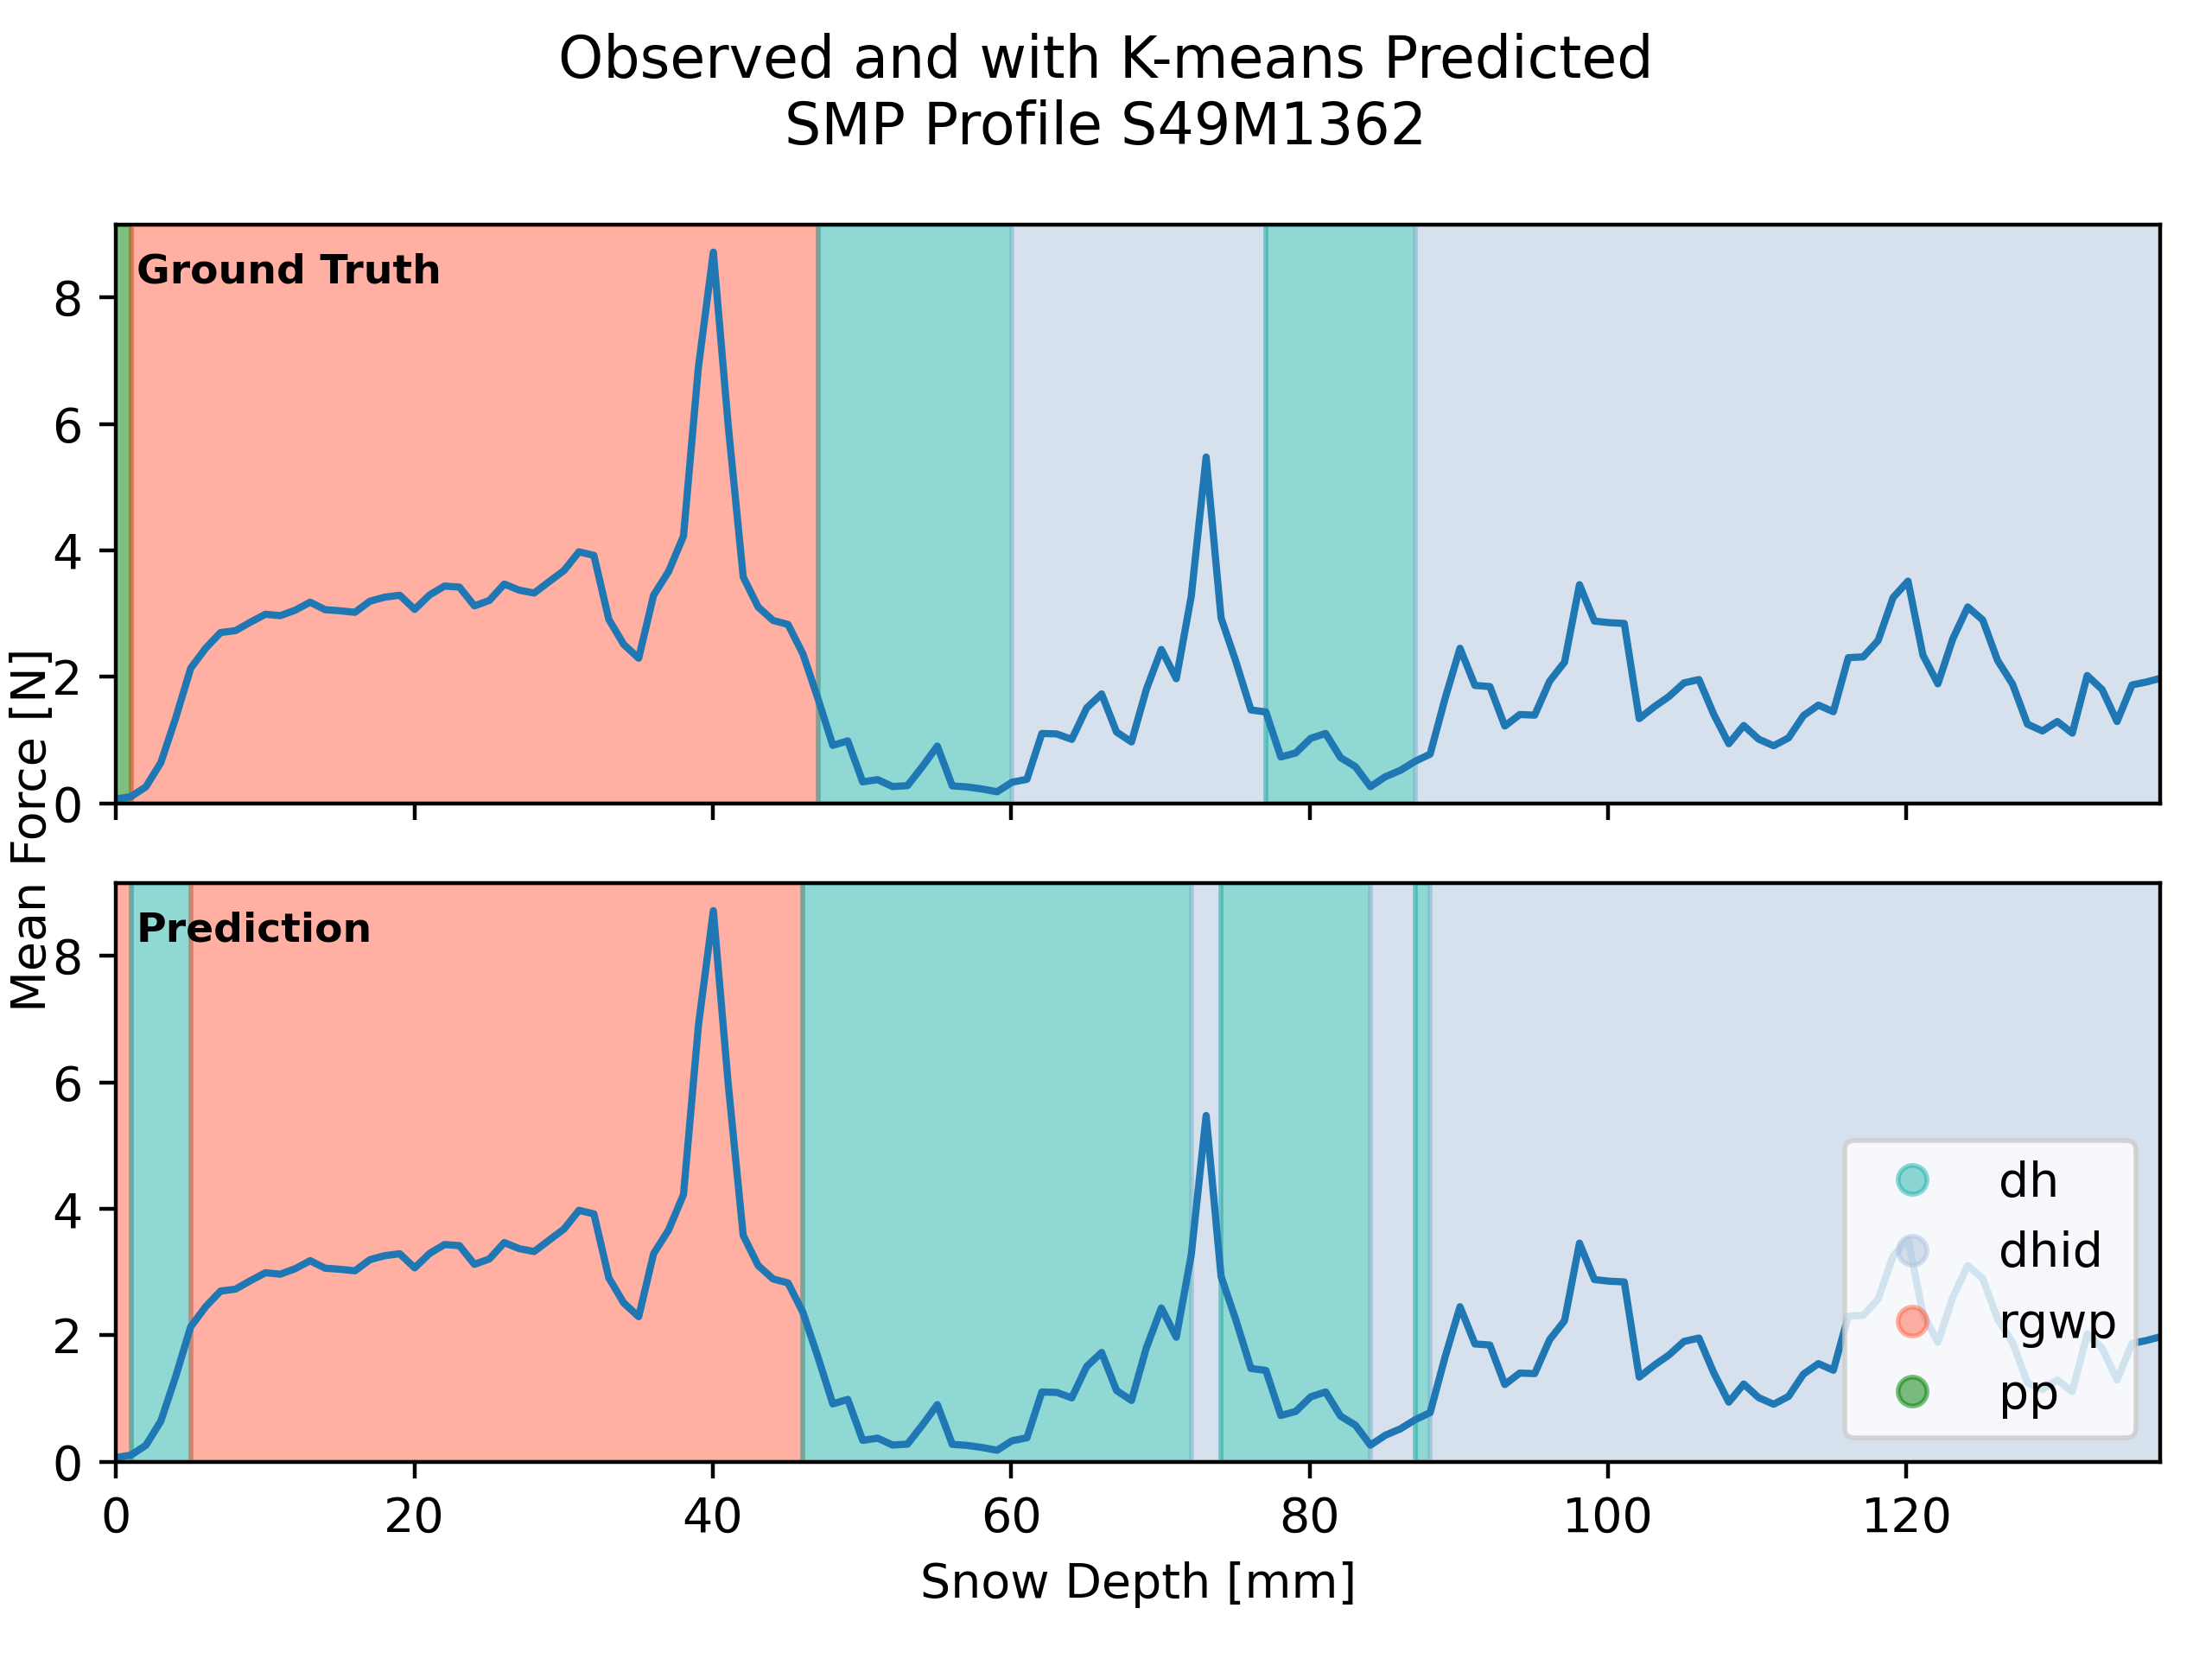 Observed and with K-means Predicted
SMP Profile S49M1362
Ground Truth
8
6
4
2
0
Mean Force [N]
Prediction
8
6
4
2
0
dh
dhid
rgwp
pp
0 20 40 60 80 100 120
Snow Depth [mm]